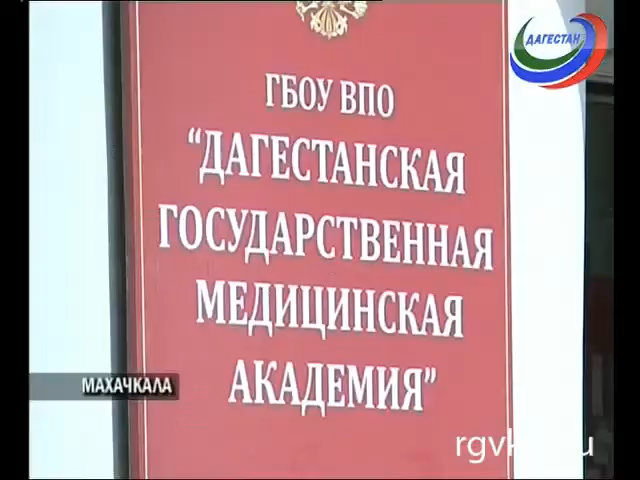 ДАГЕСТАН
ГБОУ ВПО
“ДАГЕСТАНСКАЯ
ГОСУДАРСТВЕННАЯ
МЕДИЦИНСКАЯ
АКАДЕМИЯ”
МАХАЧКАЛА